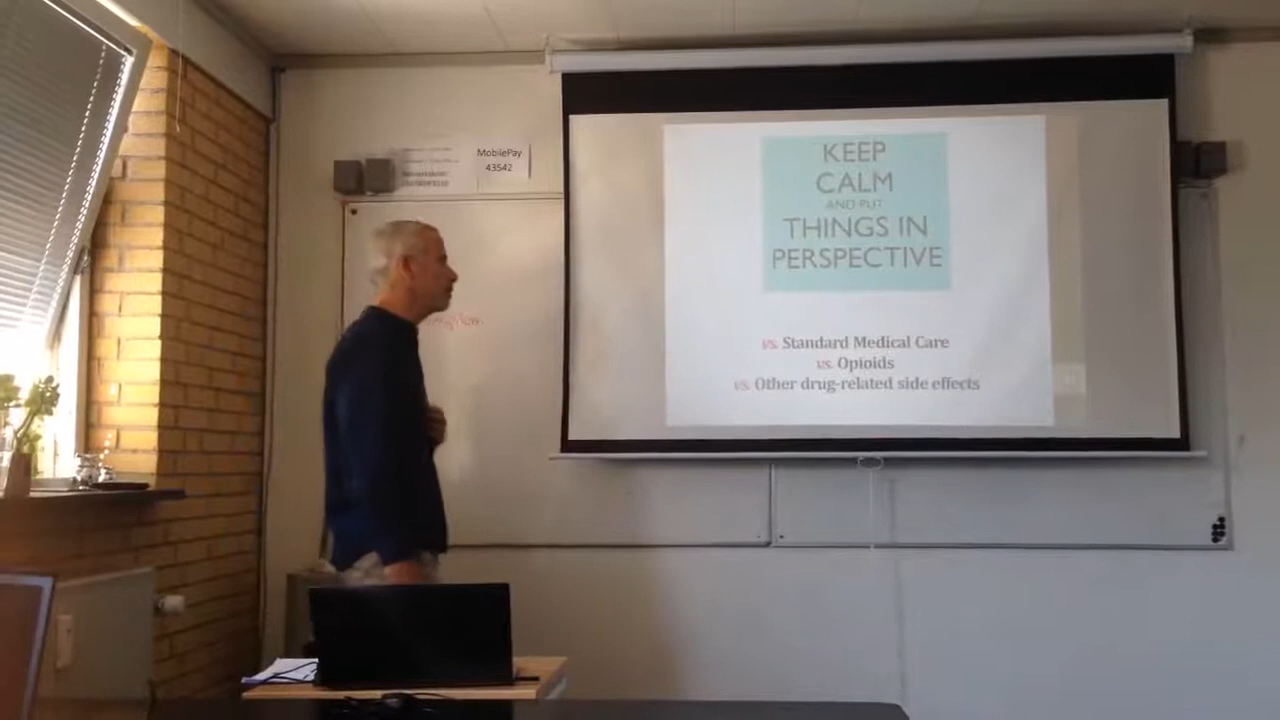 MobilePay
43542
KEEP
CALM
AND PUT
THINGS IN
PERSPECTIVE
vs. Standard Medical Care
vs. Opioids
vs. Other drug-related side effects